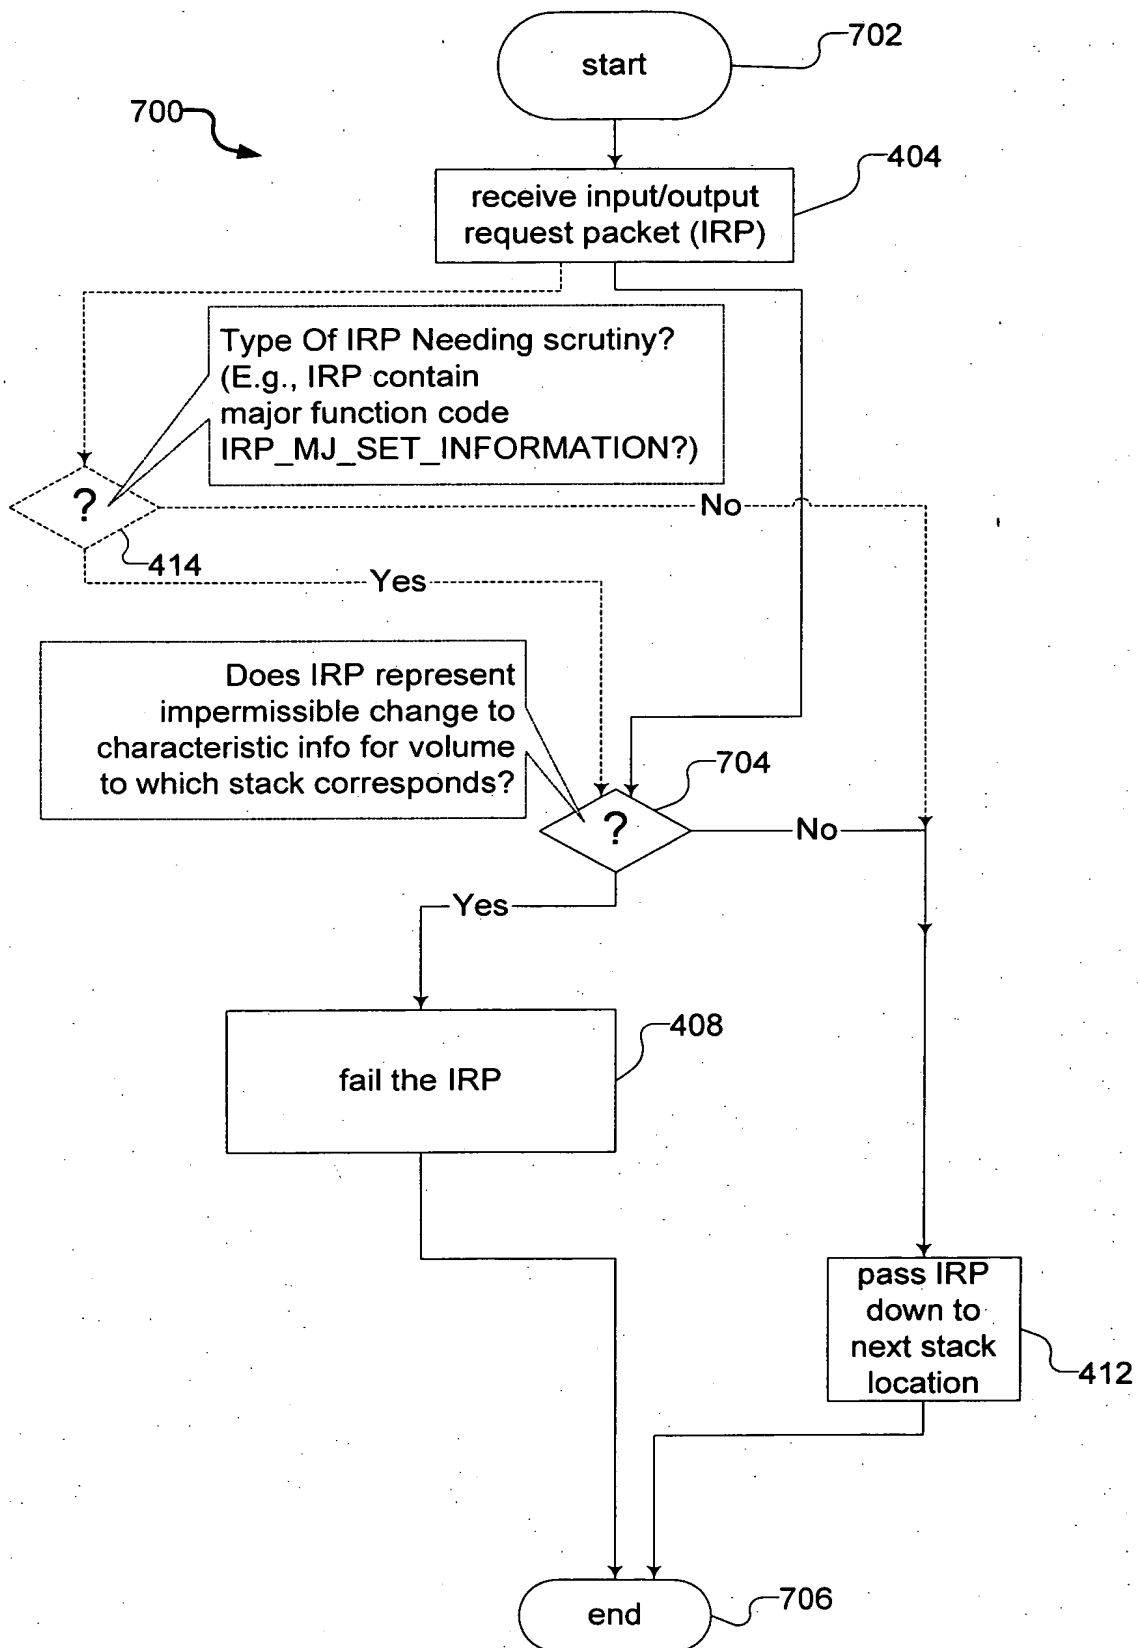 start
702
700
404
receive input/output
request packet (IRP)
Type Of IRP Needing scrutiny?
(E.g., IRP contain
major function code
IRP_MJ_SET_INFORMATION?)
?
No
414
Yes
Does IRP represent
impermissible change to
characteristic info for volume
to which stack corresponds?
704
?
No
Yes
408
fail the IRP
pass IRP
down to
next stack
location
412
end
706